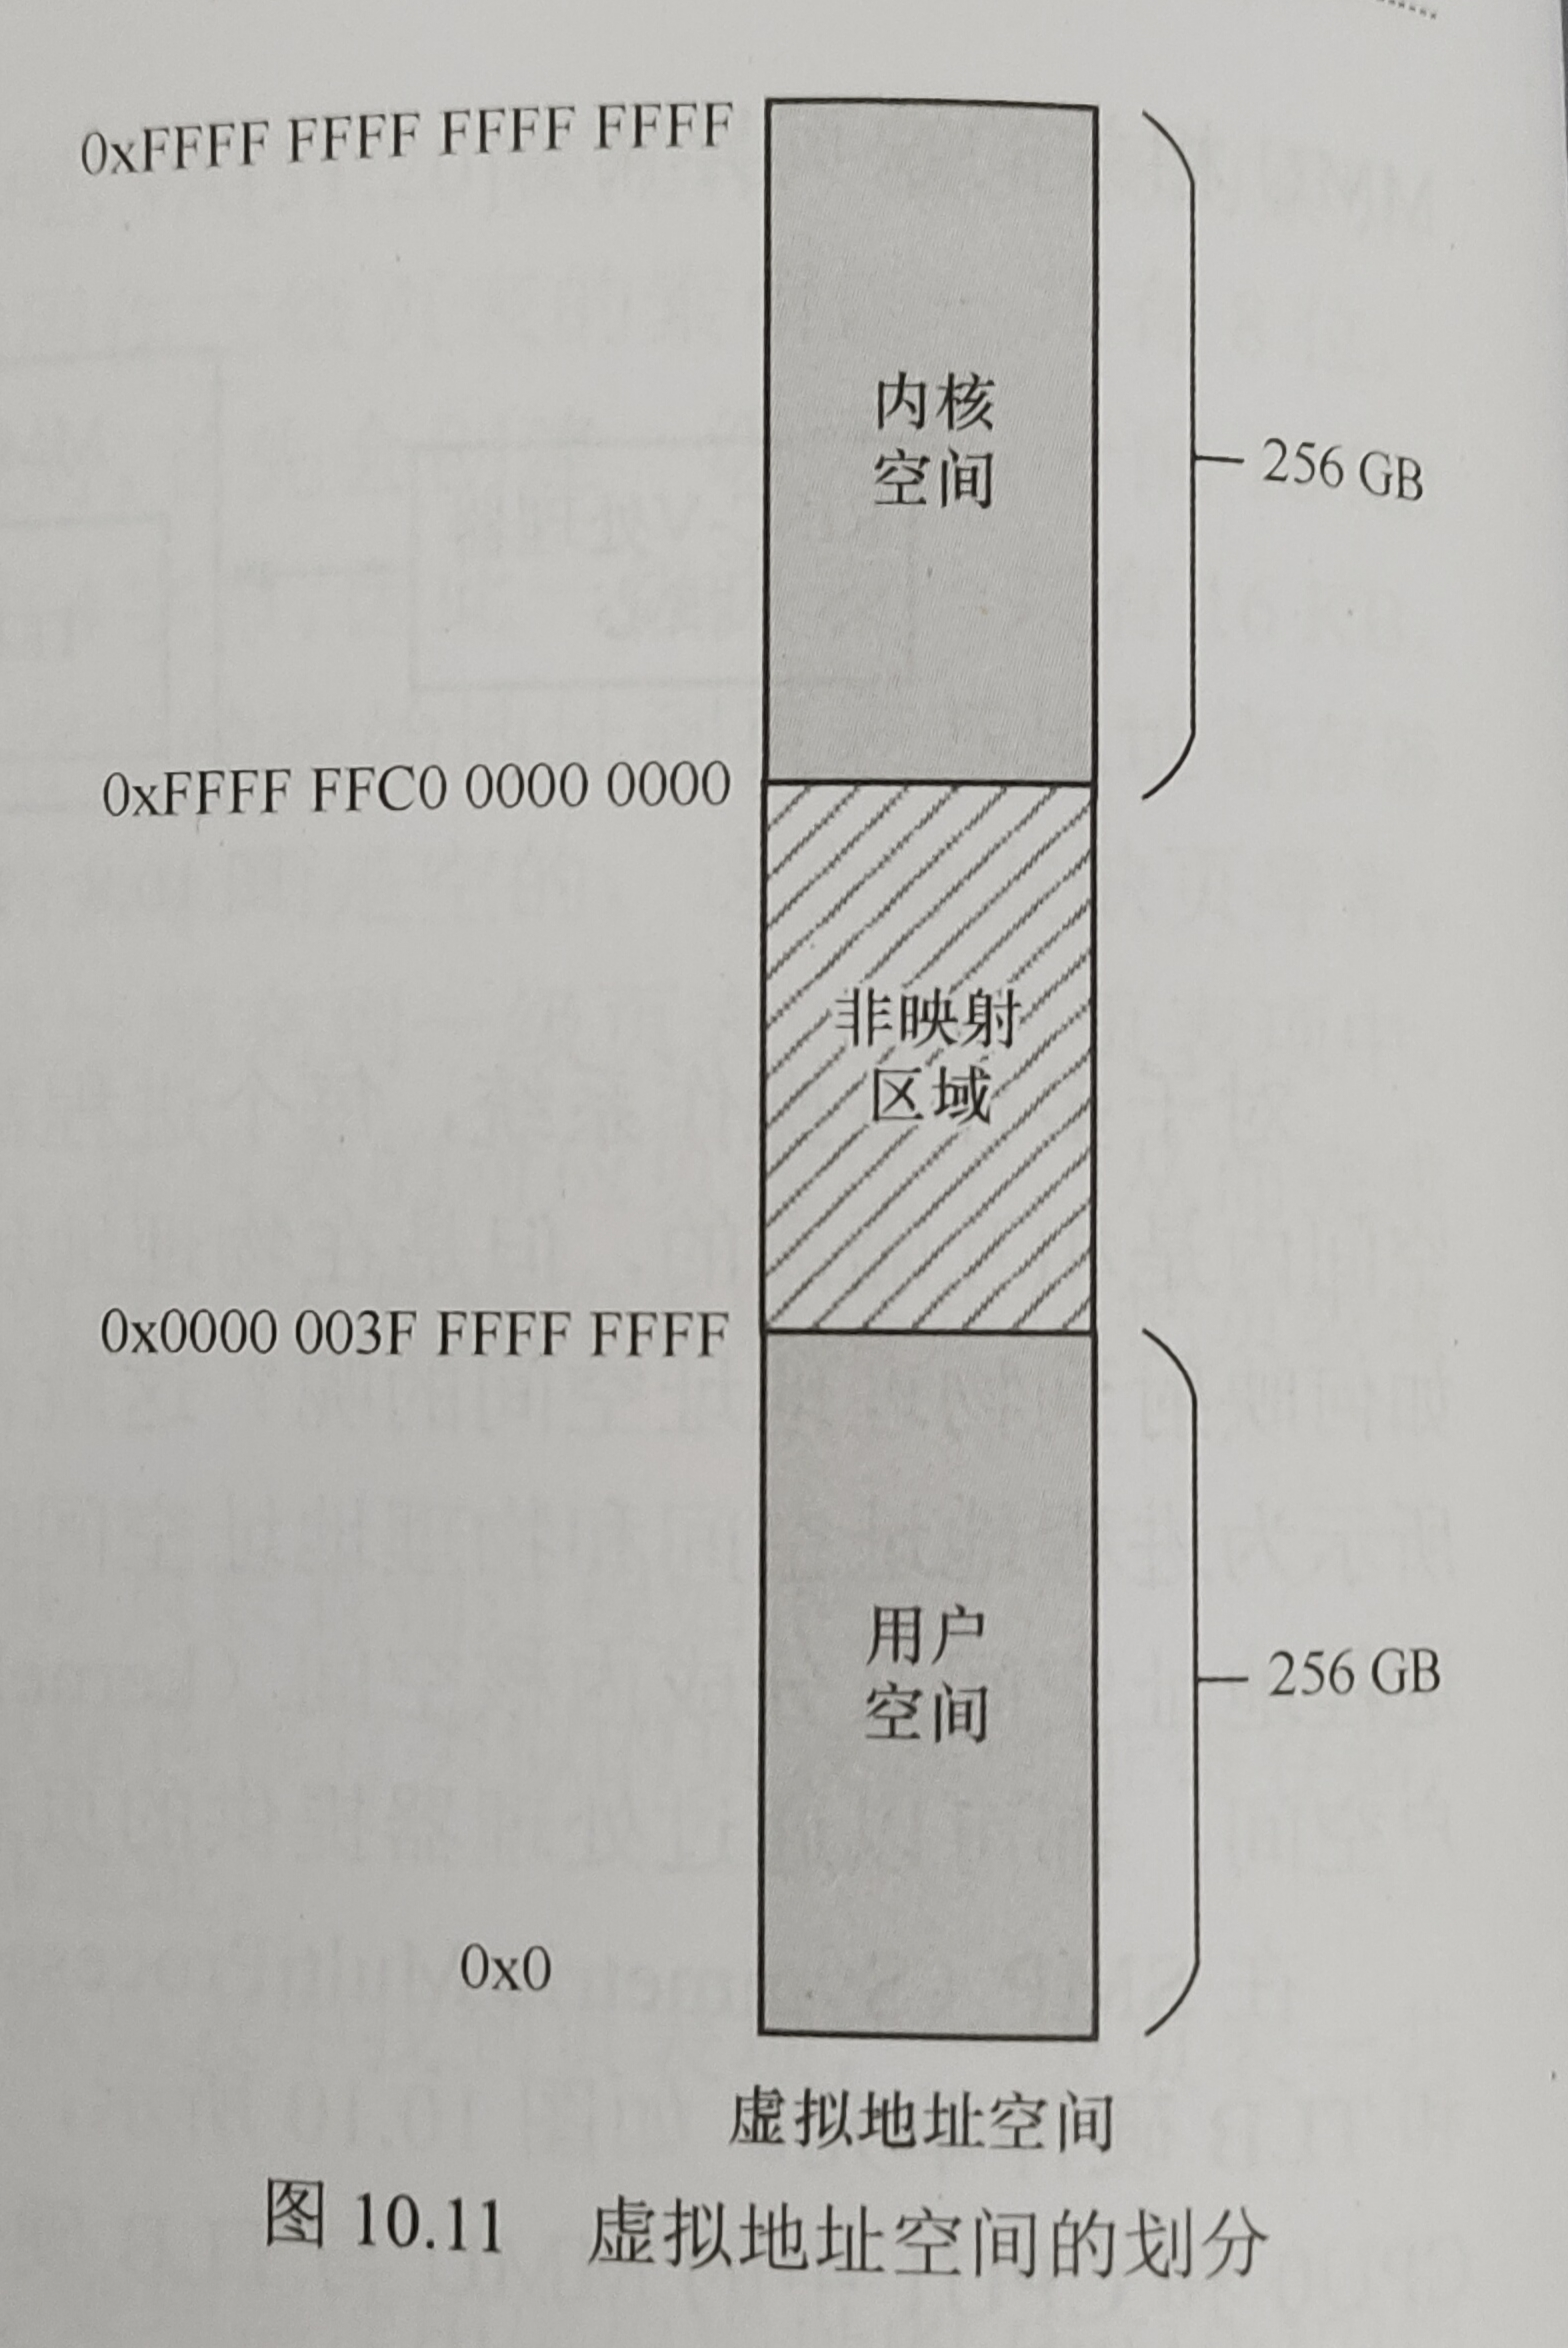 0xFFFF FFFF FFFF FFFF
内核
空间
256 GB
0xFFFF FFC0 0000 0000
非映射
区域
0x0000 003F FFFF FFFF
用户
空间
256 GB
0x0
虚拟地址空间
图 10.11 虚拟地址空间的划分